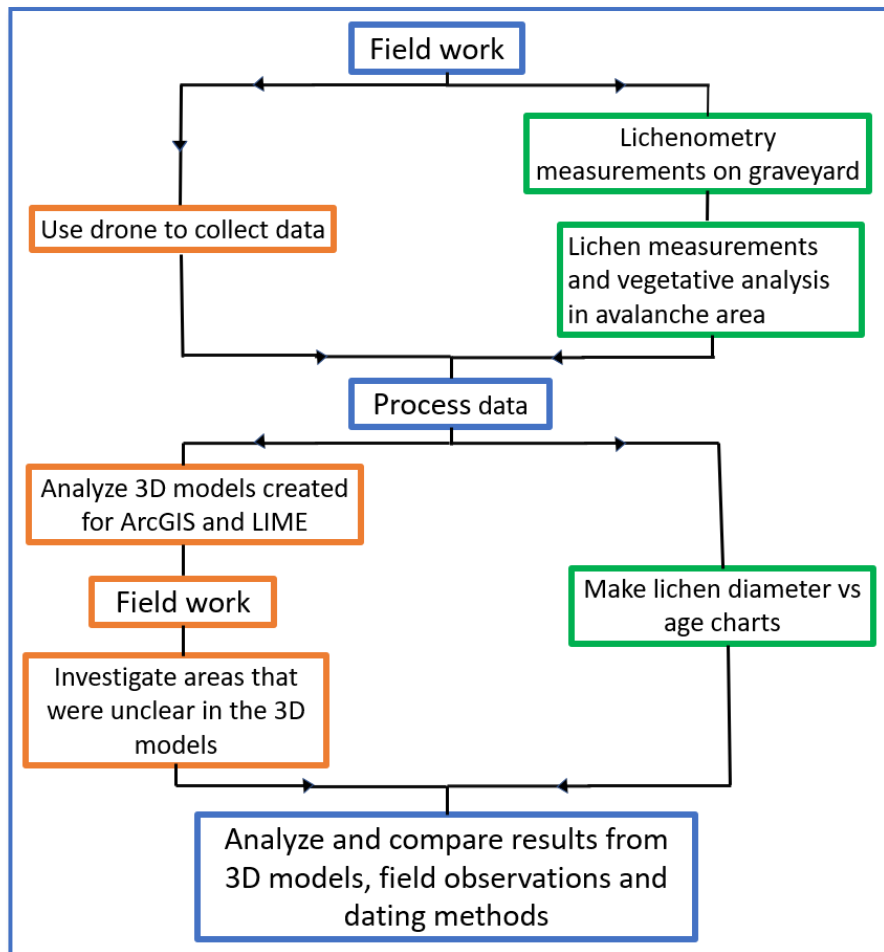 Field work
Lichenometry
measurements on graveyard
Use drone to collect data
Lichen measurements
and vegetative analysis
in avalanche area
Process data
Analyze 3D models created
for ArcGIS and LIME
Field work
Make lichen diameter vs
age charts
Investigate areas that
were unclear in the 3D
models
Analyze and compare results from
3D models, field observations and
dating methods